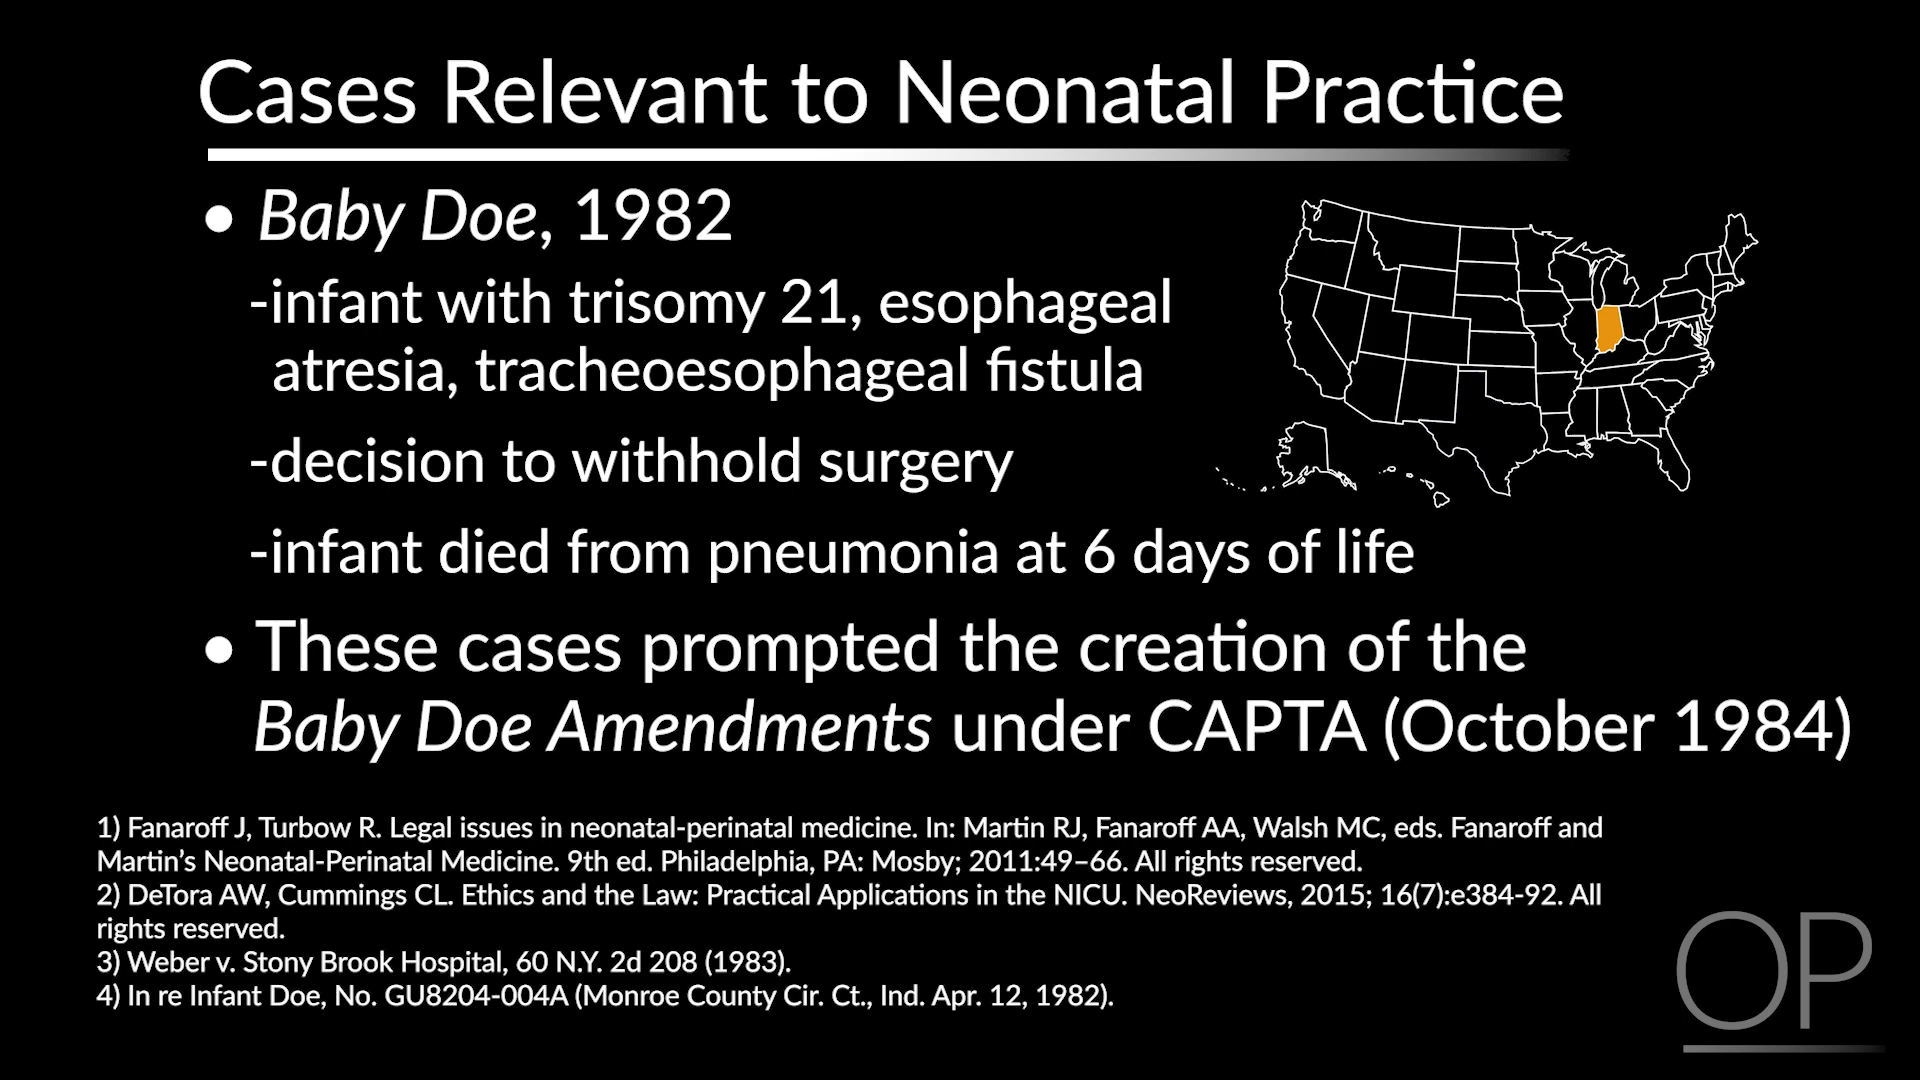 Cases Relevant to Neonatal Practice
• Baby Doe, 1982
-infant with trisomy 21, esophageal
atresia, tracheoesophageal fistula
-decision to withhold surgery
-infant died from pneumonia at 6 days of life
• These cases prompted the creation of the
Baby Doe Amendments under CAPTA (October 1984)
1) Fanaroff J, Turbow R. Legal issues in neonatal-perinatal medicine. In: Martin RJ, Fanaroff AA, Walsh MC, eds. Fanaroff and
Martin’s Neonatal-Perinatal Medicine. 9th ed. Philadelphia, PA: Mosby; 2011:49–66. All rights reserved.
2) DeTora AW, Cummings CL. Ethics and the Law: Practical Applications in the NICU. NeoReviews, 2015; 16(7):e384-92. All
rights reserved.
3) Weber v. Stony Brook Hospital, 60 N.Y. 2d 208 (1983).
4) In re Infant Doe, No. GU8204-004A (Monroe County Cir. Ct., Ind. Apr. 12, 1982).
OP